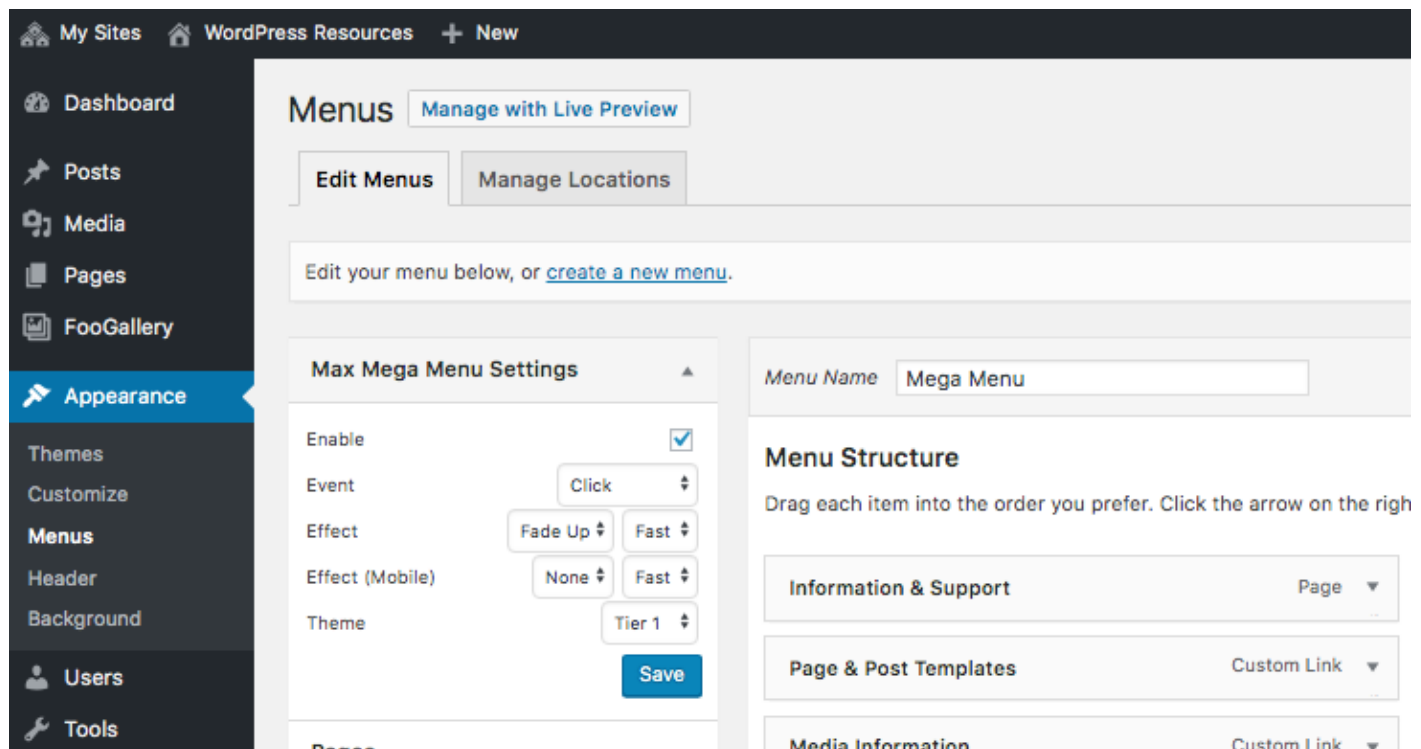 My Sites WordPress Resources + New
Dashboard
Posts
Media
Pages
FooGallery
Appearance
Themes
Customize
Menus
Header
Background
Users
Tools
Menus Manage with Live Preview
Edit Menus Manage Locations
Edit your menu below, or create a new menu.
Max Mega Menu Settings
Enable
Event Click
Effect Fade Up Fast
Effect (Mobile) None Fast
Theme Tier 1
Save
Pages
Menu Name Mega Menu
Menu Structure
Drag each item into the order you prefer. Click the arrow on the righ
Information & Support Page
Page & Post Templates Custom Link
Media Information Custom Link